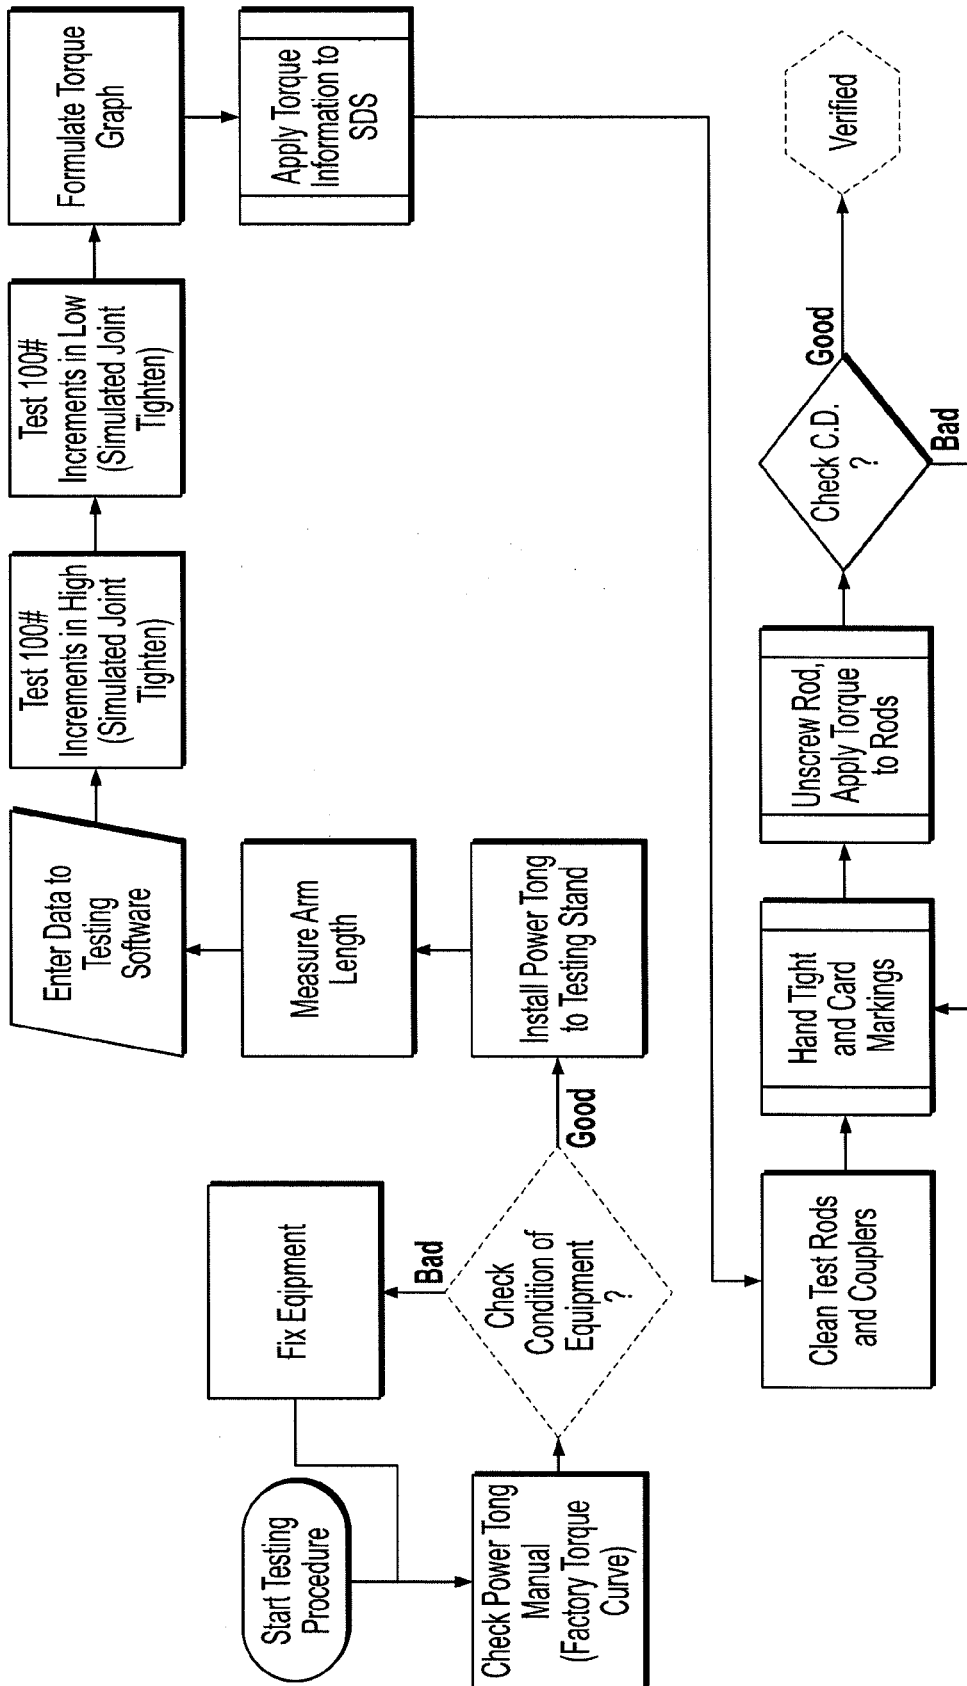 Start Testing
Procedure
Check Power Tong
Manual
(Factory Torque
Curve)
Fix Eqipment
Check
Condition of
Equipment
?
Bad
Good
Install Power Tong
to Testing Stand
Measure Arm
Length
Enter Data to
Testing
Software
Test 100#
Increments in High
(Simulated Joint
Tighten)
Test 100#
Increments in Low
(Simulated Joint
Tighten)
Formulate Torque
Graph
Apply Torque
Information to
SDS
Clean Test Rods
and Couplers
Hand Tight
and Card
Markings
Unscrew Rod,
Apply Torque
to Rods
Check C.D.
?
Good
Bad
Verified